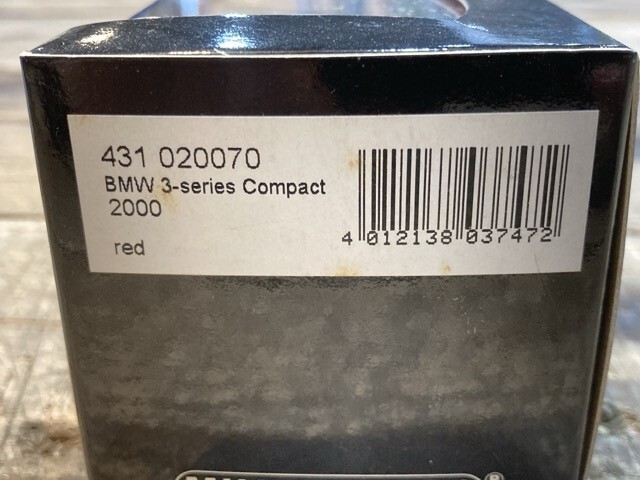 431 020070
BMW 3-series Compact
2000
red
4 012138 037472